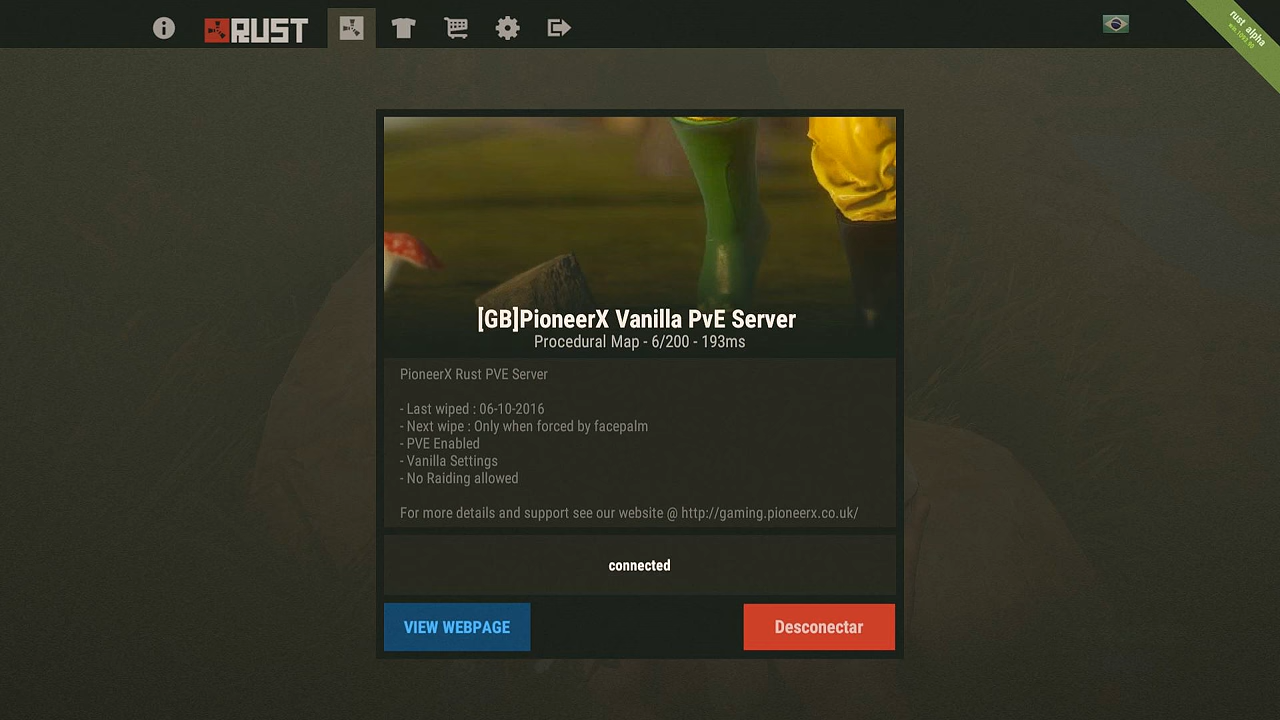 RUST
rust alpha
[GB]PioneerX Vanilla PvE Server
Procedural Map - 6/200 - 193ms
PioneerX Rust PVE Server
- Last wiped : 06-10-2016
- Next wipe : Only when forced by facepalm
- PVE Enabled
- Vanilla Settings
- No Raiding allowed
For more details and support see our website @ http://gaming.pioneerx.co.uk/
connected
VIEW WEBPAGE
Desconectar